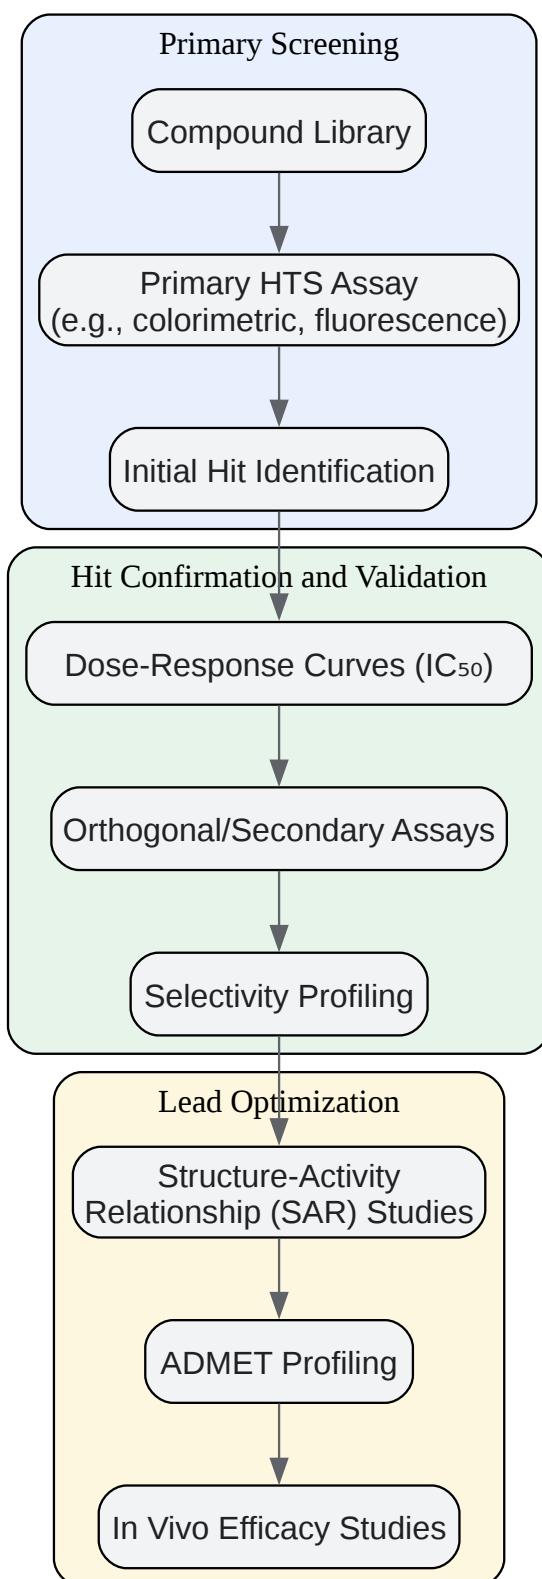 Primary Screening
Compound Library
Primary HTS Assay
(e.g., colorimetric, fluorescence)
Initial Hit Identification
Hit Confirmation and Validation
Dose-Response Curves (IC₅₀)
Orthogonal/Secondary Assays
Selectivity Profiling
Lead Optimization
Structure-Activity
Relationship (SAR) Studies
ADMET Profiling
In Vivo Efficacy Studies